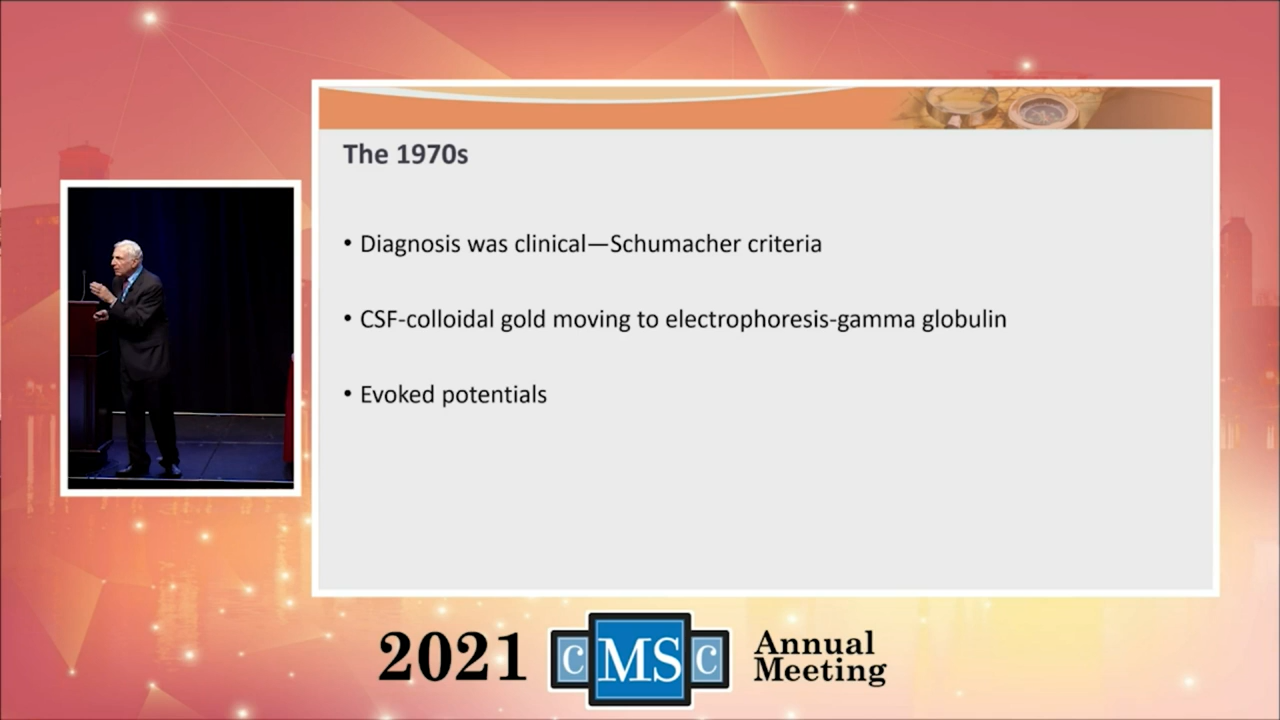 The 1970s
• Diagnosis was clinical—Schumacher criteria
• CSF-colloidal gold moving to electrophoresis-gamma globulin
• Evoked potentials
2021 CMSC Annual
Meeting